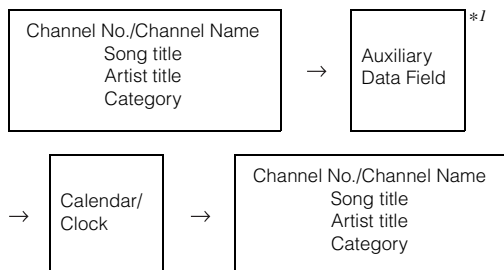 Channel No./Channel Name
Song title
Artist title
Category
→
Auxiliary
Data Field
*1
→
Calendar/
Clock
→
Channel No./Channel Name
Song title
Artist title
Category